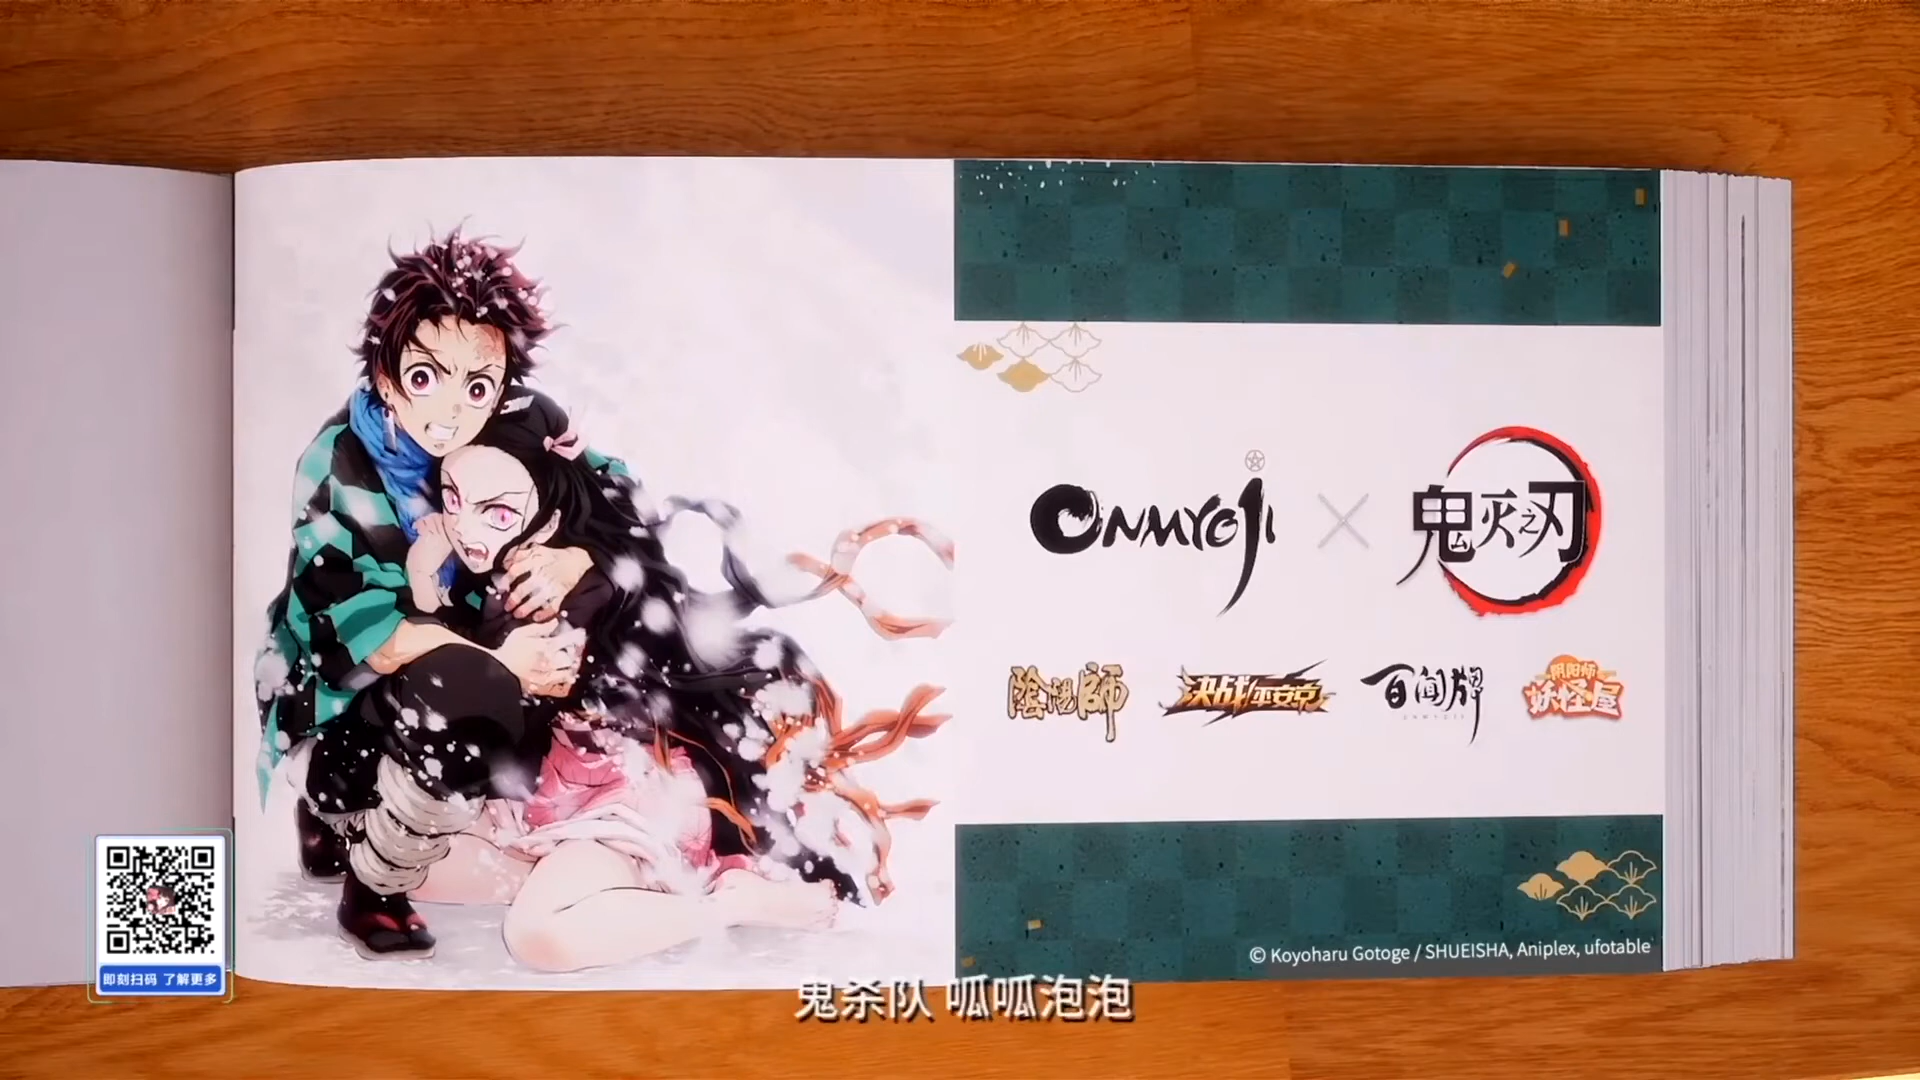 ONMYOJI × 鬼灭之刃
陰陽師 决战!平安京 百闻牌 阴阳师 妖怪屋
ONMYOJI
© Koyoharu Gotoge / SHUEISHA, Aniplex, ufotable
即刻扫码 了解更多
鬼杀队 呱呱泡泡